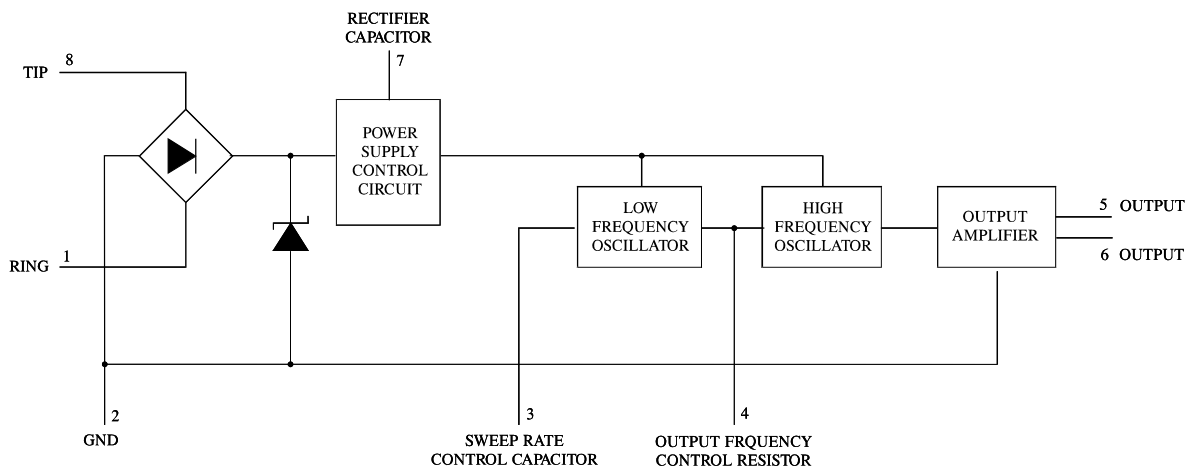 RECTIFIER
CAPACITOR
7
8
TIP
POWER
SUPPLY
CONTROL
CIRCUIT
LOW
FREQUENCY
OSCILLATOR
HIGH
FREQUENCY
OSCILLATOR
OUTPUT
AMPLIFIER
5 OUTPUT
6 OUTPUT
1
RING
2
GND
3
SWEEP RATE
CONTROL CAPACITOR
4
OUTPUT FRQUENCY
CONTROL RESISTOR